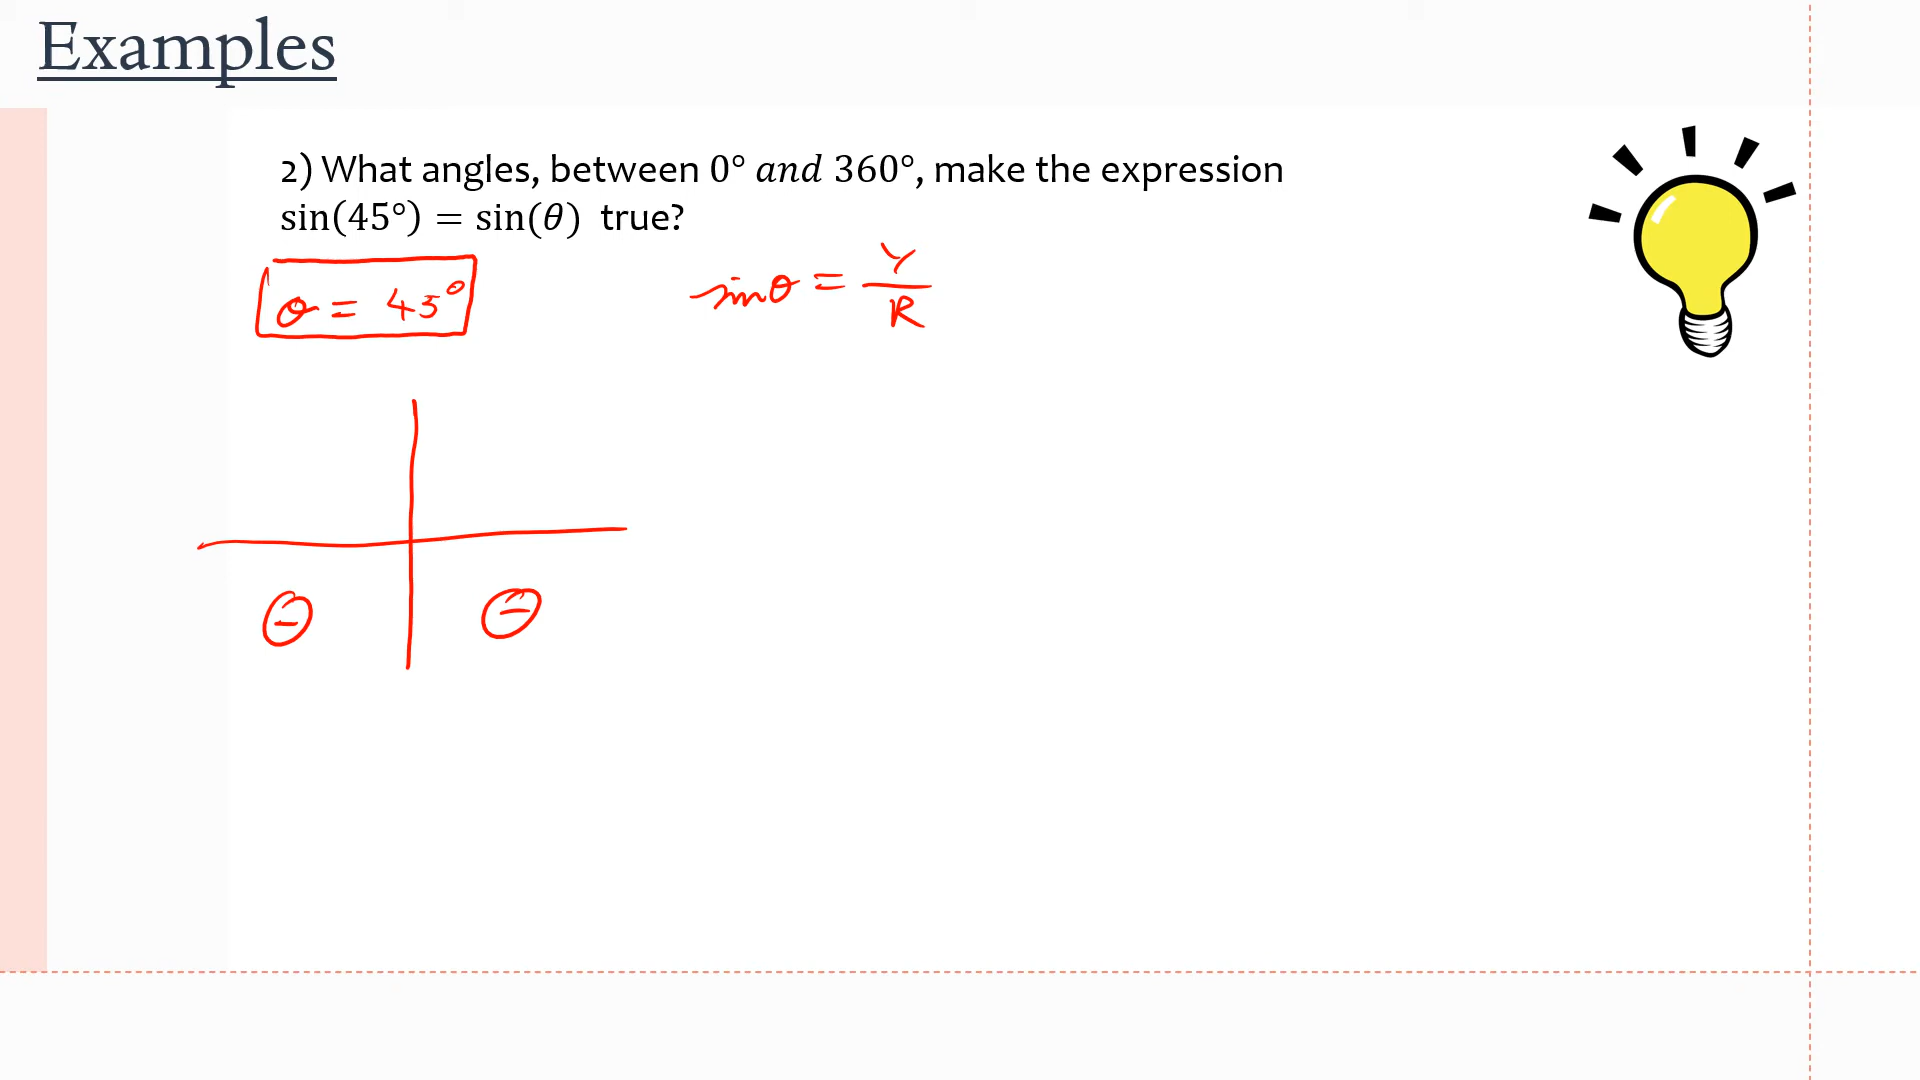 Examples
2) What angles, between 0° and 360°, make the expression
sin(45°) = sin(θ) true?
θ = 45°
sinθ = Y/R
⊖ ⊖